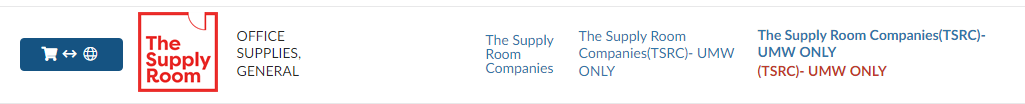 The
Supply
Room
OFFICE
SUPPLIES,
GENERAL
The Supply
Room
Companies
The Supply Room
Companies(TSRC)- UMW
ONLY
The Supply Room Companies(TSRC)-
UMW ONLY
(TSRC)- UMW ONLY